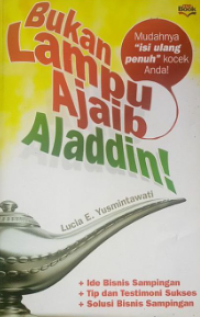 Bukan
Lampu
Ajaib
Aladdin!
Mudahnya
"isi ulang
penuh" kocek
Anda!
Lucia E. Yusmintawati
+ Ide Bisnis Sampingan
+ Tip dan Testimoni Sukses
+ Solusi Bisnis Sampingan